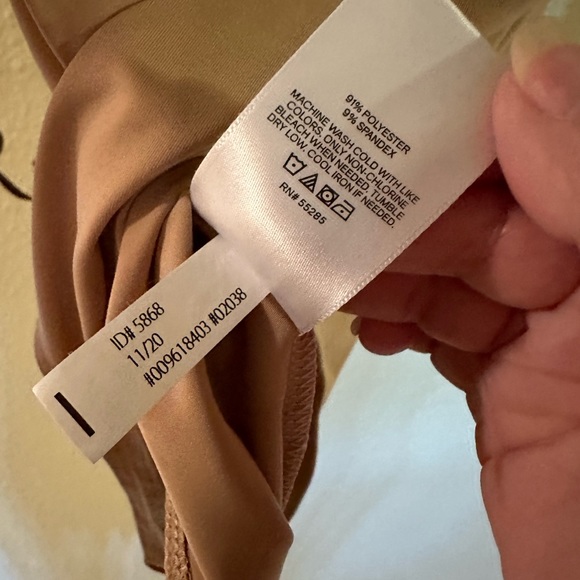 91% POLYESTER
9% SPANDEX
MACHINE WASH COLD WITH LIKE
COLORS, ONLY NON-CHLORINE
BLEACH WHEN NEEDED, TUMBLE
DRY LOW, COOL IRON IF NEEDED.
RN# 55285
ID# 5868
11/20
#009618403 #02038